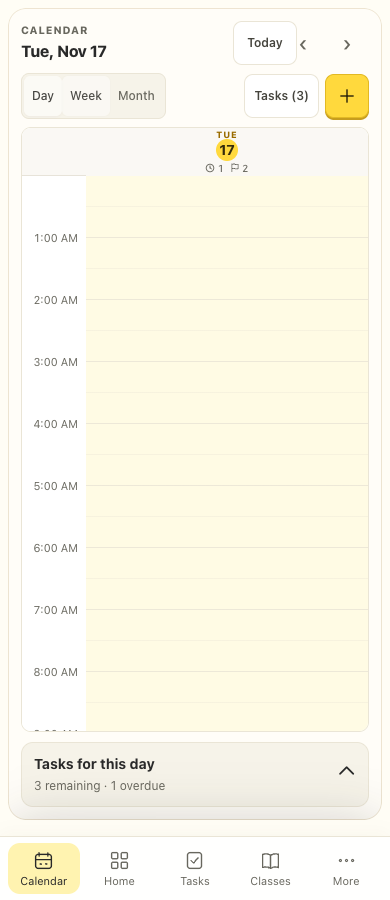 CALENDAR
Tue, Nov 17
Today
Day Week Month
Tasks (3)
TUE
17
1 2
1:00 AM
2:00 AM
3:00 AM
4:00 AM
5:00 AM
6:00 AM
7:00 AM
8:00 AM
Tasks for this day
3 remaining · 1 overdue
Calendar Home Tasks Classes More